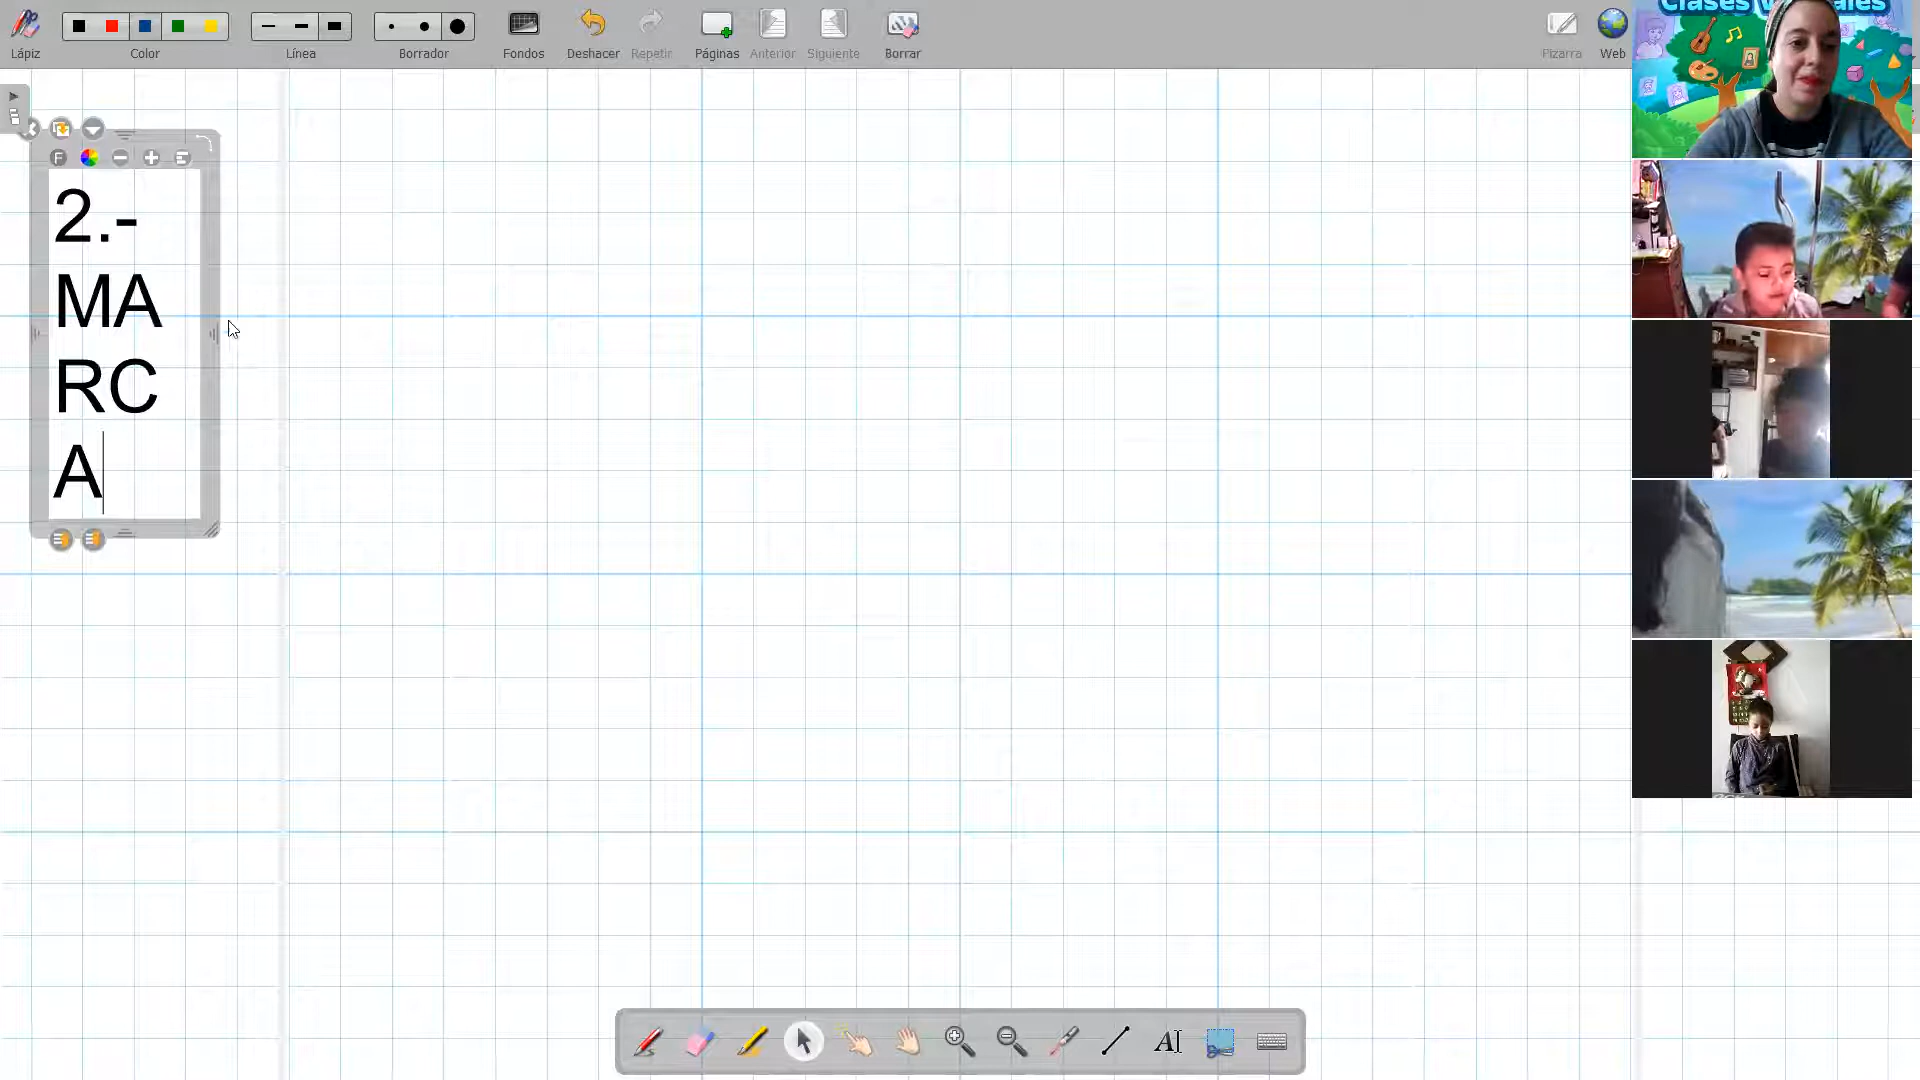 Lápiz
Color
Línea
Borrador
Fondos
Deshacer
Repetir
Páginas
Anterior
Siguiente
Borrar
Pizarra
Web
F
2.-
MA
RC
A
A